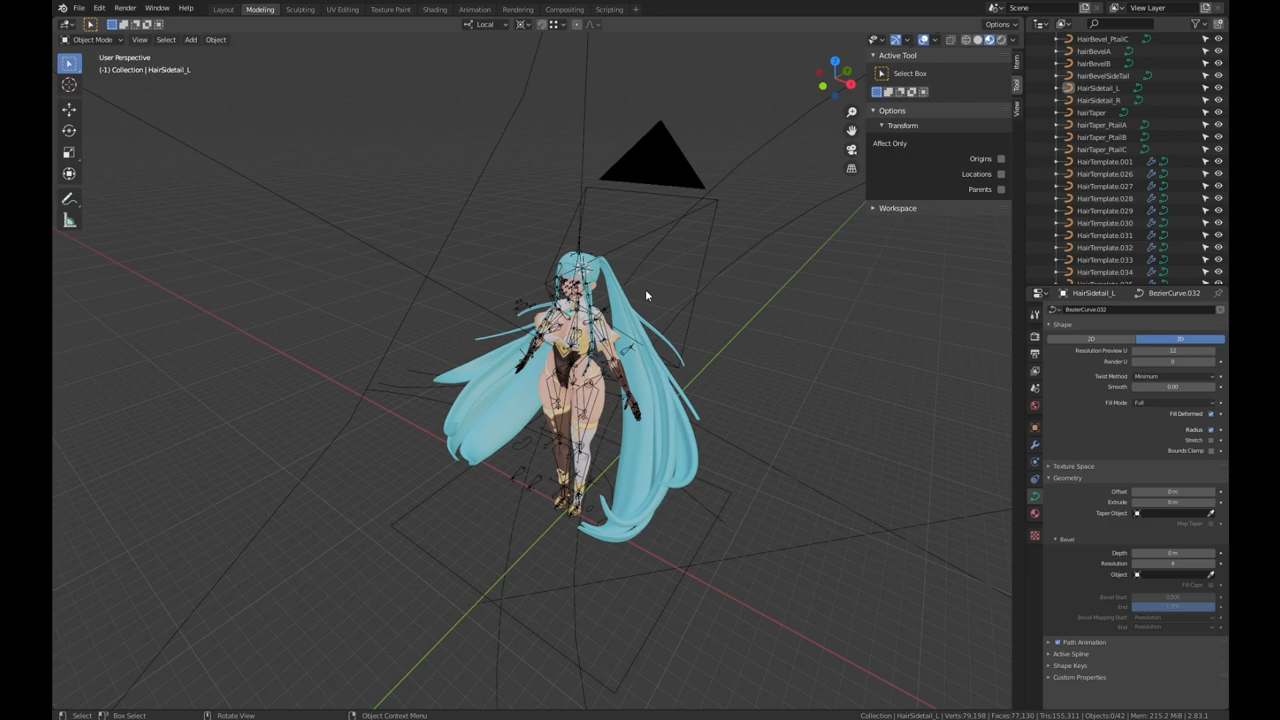 File Edit Render Window Help Layout Modeling Sculpting UV Editing Texture Paint Shading Animation Rendering Compositing Scripting Scene View Layer
Local Options
Object Mode View Select Add Object
User Perspective
(-1) Collection | HairSidetail_L
Active Tool
Select Box
Options
Transform
Affect Only
Origins
Locations
Parents
Workspace
Item
Tool
View
HairBevel_PtailC
hairBevelA
hairBevelB
hairBevelSideTail
HairSidetail_L
HairSidetail_R
hairTaper
hairTaper_PtailA
hairTaper_PtailB
hairTaper_PtailC
HairTemplate.001
HairTemplate.026
HairTemplate.027
HairTemplate.028
HairTemplate.029
HairTemplate.030
HairTemplate.031
HairTemplate.032
HairTemplate.033
HairTemplate.034
HairSidetail_L BezierCurve.032
BezierCurve.032
Shape
2D 3D
Resolution Preview U 12
Render U 0
Twist Method Minimum
Smooth 0.00
Fill Mode Full
Fill Deformed
Radius
Stretch
Bounds Clamp
Texture Space
Geometry
Offset 0 m
Extrude 0 m
Taper Object
Map Taper
Bevel
Depth 0 m
Resolution 4
Object
Fill Caps
Bevel Start 0.000
End 1.000
Bevel Mapping Start Resolution
End Resolution
Path Animation
Active Spline
Shape Keys
Custom Properties
Select Box Select Rotate View Object Context Menu Collection | HairSidetail_L | Verts:79,198 | Faces:77,130 | Tris:155,311 | Objects:0/42 | Mem: 215.2 MiB | 2.83.1